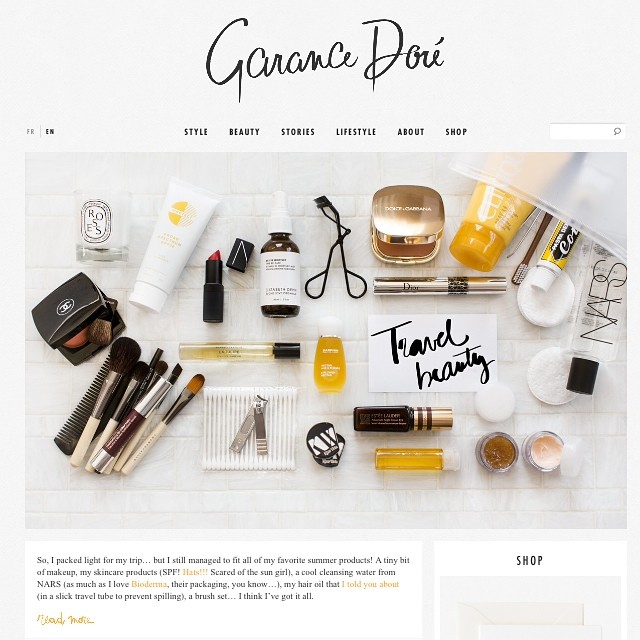 Garance Doré
FR EN STYLE BEAUTY STORIES LIFESTYLE ABOUT SHOP
ROSES
CHANEL
DOLCE&GABBANA
Dior
NARS
Travel
beauty
ESTĒE LAUDER
So, I packed light for my trip… but I still managed to fit all of my favorite summer products! A tiny bit
of makeup, my skincare products (SPF! Hats!!! Scared of the sun girl), a cool cleansing water from
NARS (as much as I love Bioderma, their packaging, you know…), my hair oil that I told you about
(in a slick travel tube to prevent spilling), a brush set… I think I've got it all.
read more
SHOP